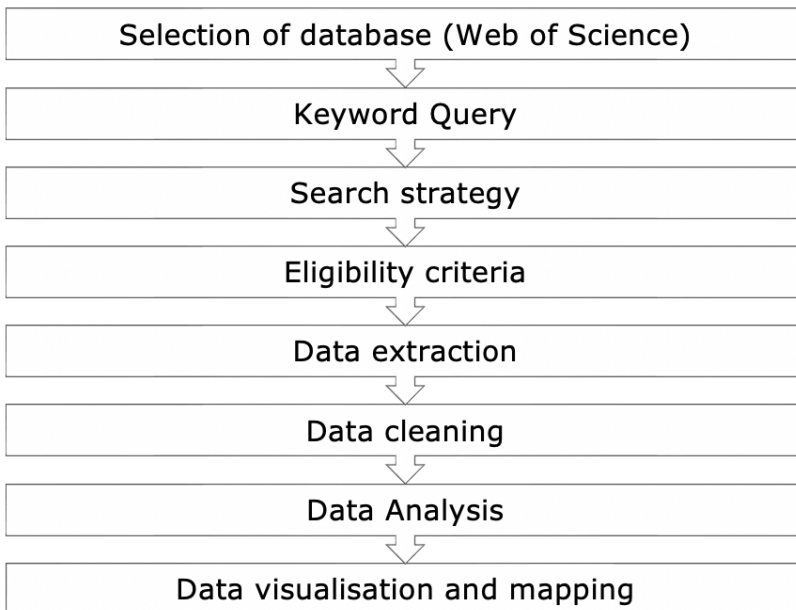 Selection of database (Web of Science)
Keyword Query
Search strategy
Eligibility criteria
Data extraction
Data cleaning
Data Analysis
Data visualisation and mapping